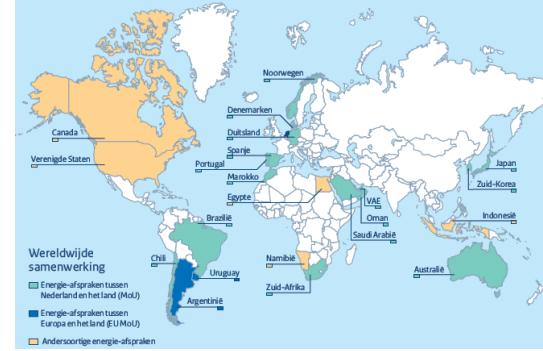 Noorwegen
Denemarken
Canada
Duitsland
Spanje
Verenigde Staten
Portugal
Japan
Marokko
Zuid-Korea
Egypte
VAE
Oman
Indonesië
Brazilië
Saudi Arabië
Wereldwijde
samenwerking
Chili
Namibië
Uruguay
Australië
Energie-afspraken tussen
Nederland en het land (MoU)
Zuid-Afrika
Argentinië
Energie-afspraken tussen
Europa en het land (EU MoU)
Andersoortige energie-afspraken